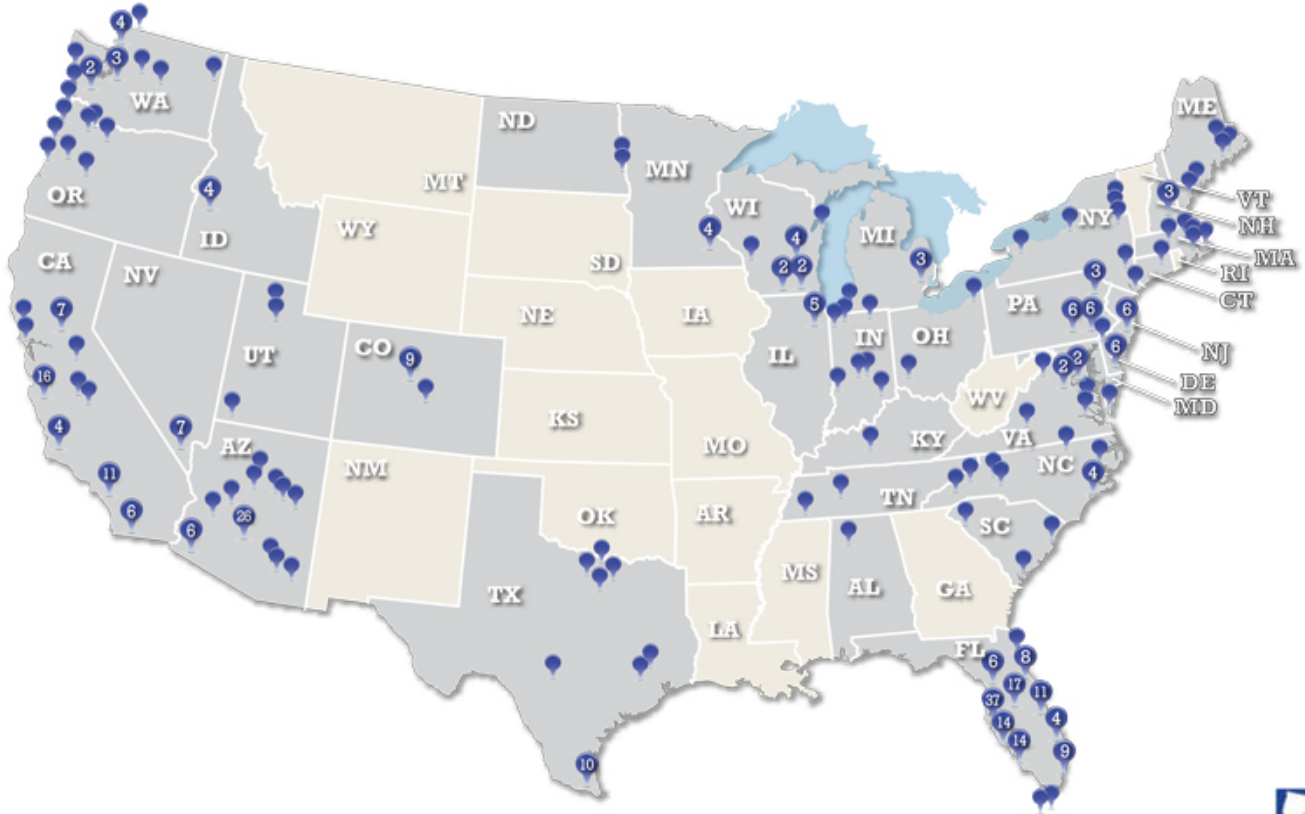 4
3
2
WA
ME
ND
MN
MT
4
OR
ID
WI
4
4
MI
NY
3
VT
NH
WY
CA
NV
SD
2
2
3
MA
RI
3
CT
7
5
NE
IA
PA
6
6
6
NJ
UT
CO
9
IL
IN
OH
6
2
2
DE
16
WV
MD
4
7
KS
MO
KY
VA
AZ
NM
11
NC
4
TN
6
26
6
OK
AR
SC
TX
MS
AL
GA
LA
FL
6
8
17
11
37
14
4
14
9
10